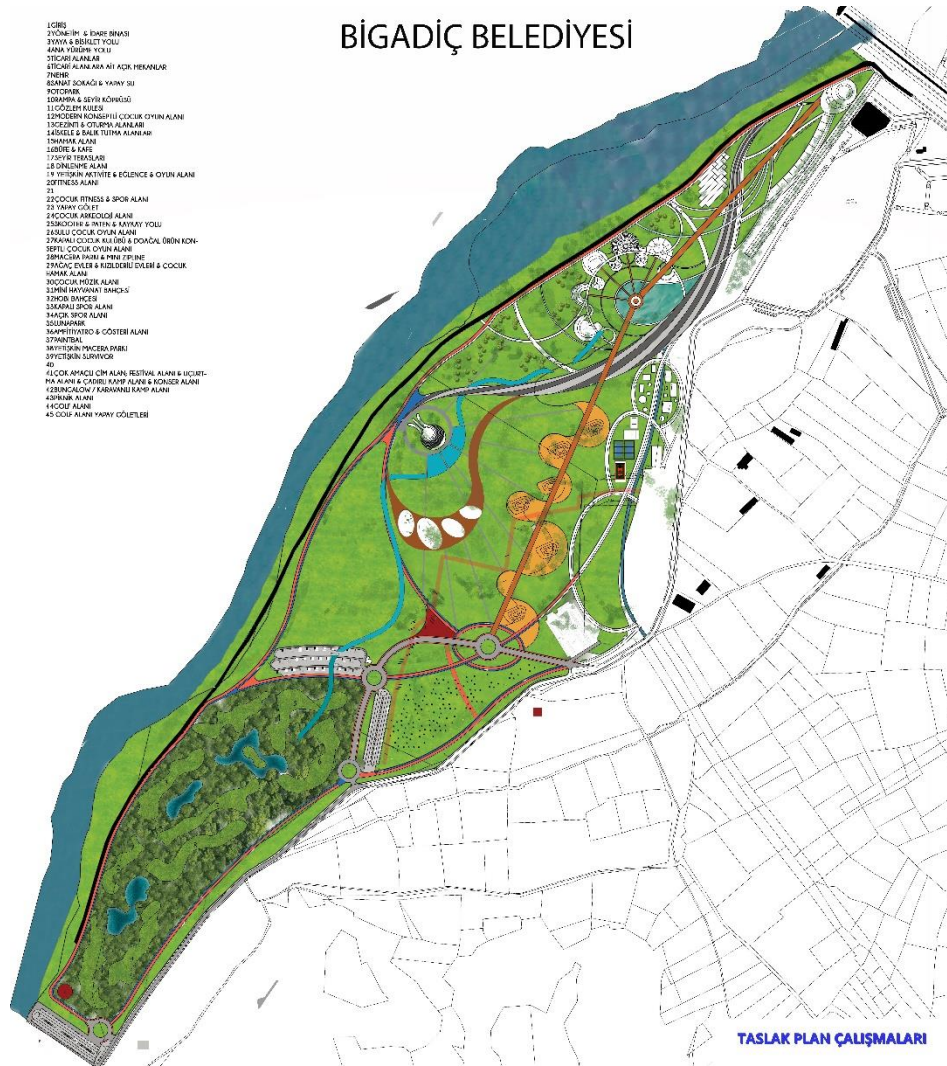 BİGADİÇ BELEDİYESİ
1GİRİŞ
2YÖNETİM & İDARE BİNASI
3YAYA & BİSİKLET YOLU
4ANA YÜRÜME YOLU
5TİCARİ ALANLAR
6TİCARİ ALANLARA AİT AÇIK MEKANLAR
7NEHİR
8SANAT SOKAĞI & YAPAY SU
9OTOPARK
10RAMPA & SEYİR KÖPRÜSÜ
11GÖZLEM KULESİ
12MODERN KONSEPTLİ ÇOCUK OYUN ALANI
13GEZİNTİ & OTURMA ALANLARI
14İSKELE & BALIK TUTMA ALANLARI
15HAMAK ALANI
16BÜFE & KAFE
17SEYİR TERASLARI
18 DİNLENME ALANI
19 YETİŞKİN AKTİVİTE & EĞLENCE & OYUN ALANI
20FITNESS ALANI
21
22ÇOCUK FITNESS & SPOR ALANI
23 YAPAY GÖLET
24ÇOCUK ARKEOLOJİ ALANI
25SKOOTER & PATEN & KAYKAY YOLU
26SULU ÇOCUK OYUN ALANI
27KAPALI ÇOCUK KULÜBÜ & DOAĞAL ÜRÜN KON-
SEPTLİ ÇOCUK OYUN ALANI
28MACERA PARKI & MINI ZIPLINE
29AĞAÇ EVLER & KIZILDERİLİ EVLERİ & ÇOCUK
HAMAK ALANI
30ÇOCUK MÜZİK ALANI
31MİNİ HAYVANAT BAHÇESİ
32HOBİ BAHÇESİ
33KAPALI SPOR ALANI
34AÇIK SPOR ALANI
35LUNAPARK
36AMFİTİYATRO & GÖSTERİ ALANI
37PAINTBAL
38YETİŞKİN MACERA PARKI
39YETİŞKİN SURVIVOR
40
41ÇOK AMAÇLI ÇİM ALAN; FESTİVAL ALANI & UÇURT-
MA ALANI & ÇADIRLI KAMP ALANI & KONSER ALANI
42BUNGALOW / KARAVANLI KAMP ALANI
43PİKNİK ALANI
44GOLF ALANI
45 GOLF ALANI YAPAY GÖLETLERİ
TASLAK PLAN ÇALIŞMALARI